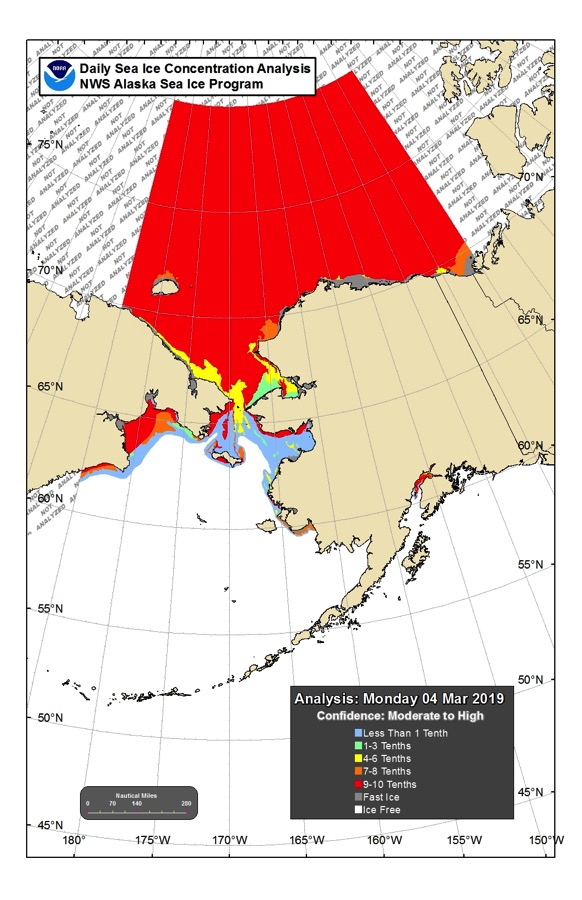 NOAA
Daily Sea Ice Concentration Analysis
NWS Alaska Sea Ice Program
NOT ANALYZED
75°N
70°N
70°N
65°N
65°N
60°N
60°N
55°N
55°N
50°N
50°N
45°N
45°N
Analysis: Monday 04 Mar 2019
Confidence: Moderate to High
Less Than 1 Tenth
1-3 Tenths
4-6 Tenths
7-8 Tenths
9-10 Tenths
Fast Ice
Ice Free
Nautical Miles
0 70 140 280
180° 175°W 170°W 165°W 160°W 155°W 150°W